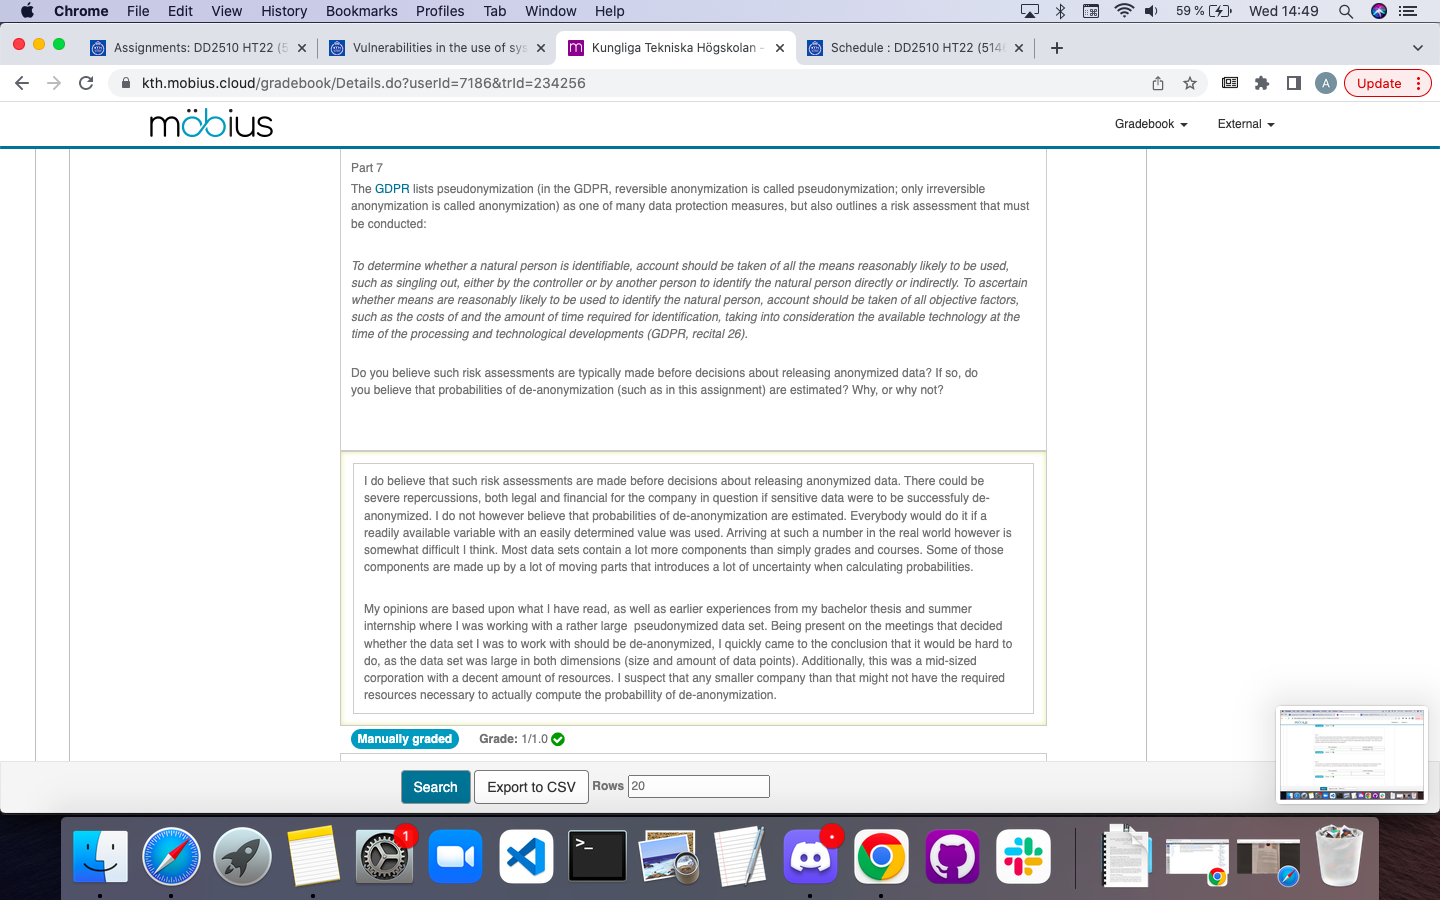 Chrome File Edit View History Bookmarks Profiles Tab Window Help 59 % Wed 14:49
Assignments: DD2510 HT22 (5
Vulnerabilities in the use of sys
Kungliga Tekniska Högskolan -
Schedule : DD2510 HT22 (514
kth.mobius.cloud/gradebook/Details.do?userId=7186&trId=234256
A
Update
möbius
Gradebook
External
Part 7
The GDPR lists pseudonymization (in the GDPR, reversible anonymization is called pseudonymization; only irreversible
anonymization is called anonymization) as one of many data protection measures, but also outlines a risk assessment that must
be conducted:
To determine whether a natural person is identifiable, account should be taken of all the means reasonably likely to be used,
such as singling out, either by the controller or by another person to identify the natural person directly or indirectly. To ascertain
whether means are reasonably likely to be used to identify the natural person, account should be taken of all objective factors,
such as the costs of and the amount of time required for identification, taking into consideration the available technology at the
time of the processing and technological developments (GDPR, recital 26).
Do you believe such risk assessments are typically made before decisions about releasing anonymized data? If so, do
you believe that probabilities of de-anonymization (such as in this assignment) are estimated? Why, or why not?
I do believe that such risk assessments are made before decisions about releasing anonymized data. There could be
severe repercussions, both legal and financial for the company in question if sensitive data were to be successfuly de-
anonymized. I do not however believe that probabilities of de-anonymization are estimated. Everybody would do it if a
readily available variable with an easily determined value was used. Arriving at such a number in the real world however is
somewhat difficult I think. Most data sets contain a lot more components than simply grades and courses. Some of those
components are made up by a lot of moving parts that introduces a lot of uncertainty when calculating probabilities.
My opinions are based upon what I have read, as well as earlier experiences from my bachelor thesis and summer
internship where I was working with a rather large pseudonymized data set. Being present on the meetings that decided
whether the data set I was to work with should be de-anonymized, I quickly came to the conclusion that it would be hard to
do, as the data set was large in both dimensions (size and amount of data points). Additionally, this was a mid-sized
corporation with a decent amount of resources. I suspect that any smaller company than that might not have the required
resources necessary to actually compute the probabillity of de-anonymization.
Manually graded Grade: 1/1.0
Search Export to CSV Rows 20
1
>_